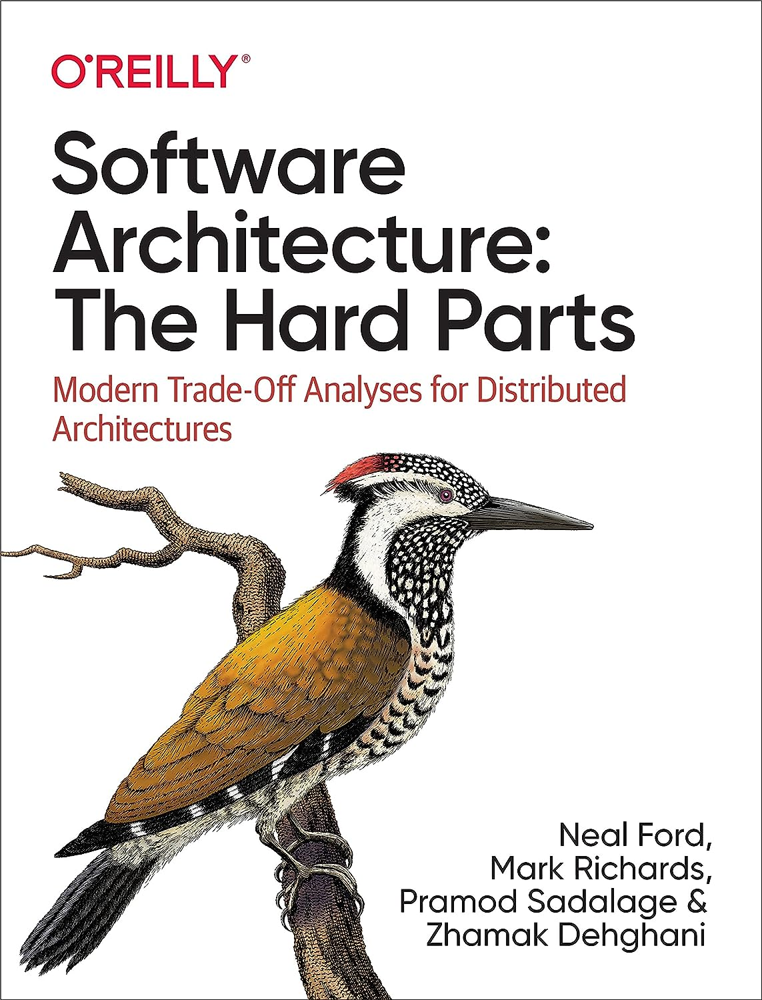 O'REILLY®
Software
Architecture:
The Hard Parts
Modern Trade-Off Analyses for Distributed
Architectures
Neal Ford,
Mark Richards,
Pramod Sadalage &
Zhamak Dehghani